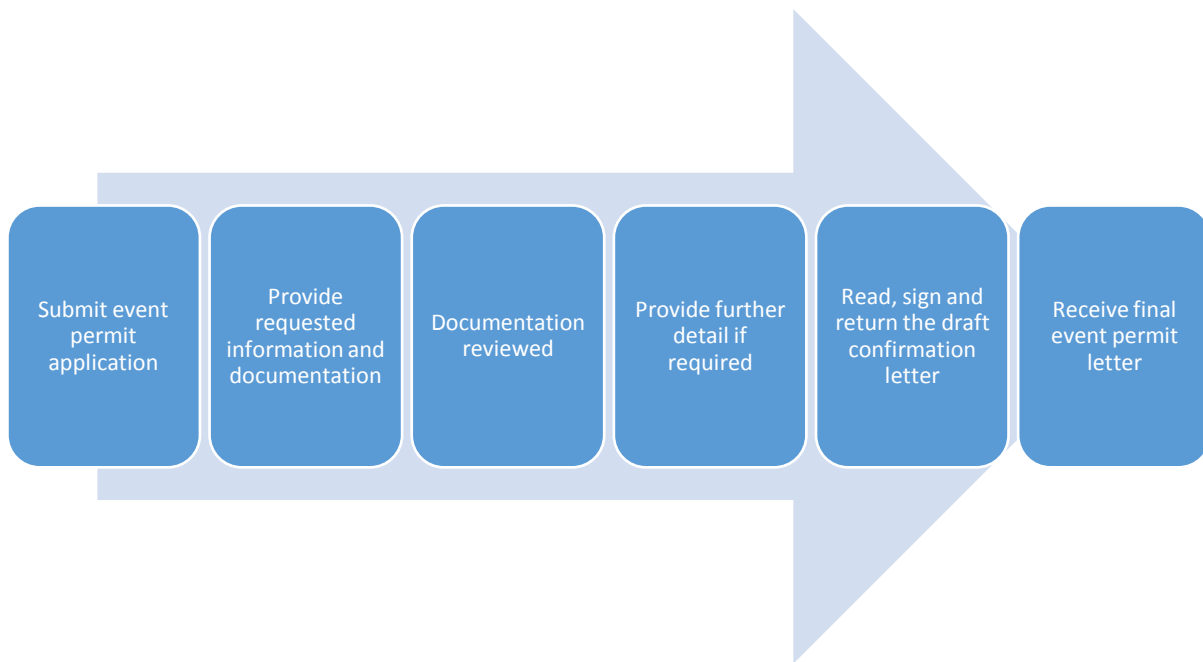 Submit event
permit
application
Provide
requested
information and
documentation
Documentation
reviewed
Provide further
detail if
required
Read, sign and
return the draft
confirmation
letter
Receive final
event permit
letter